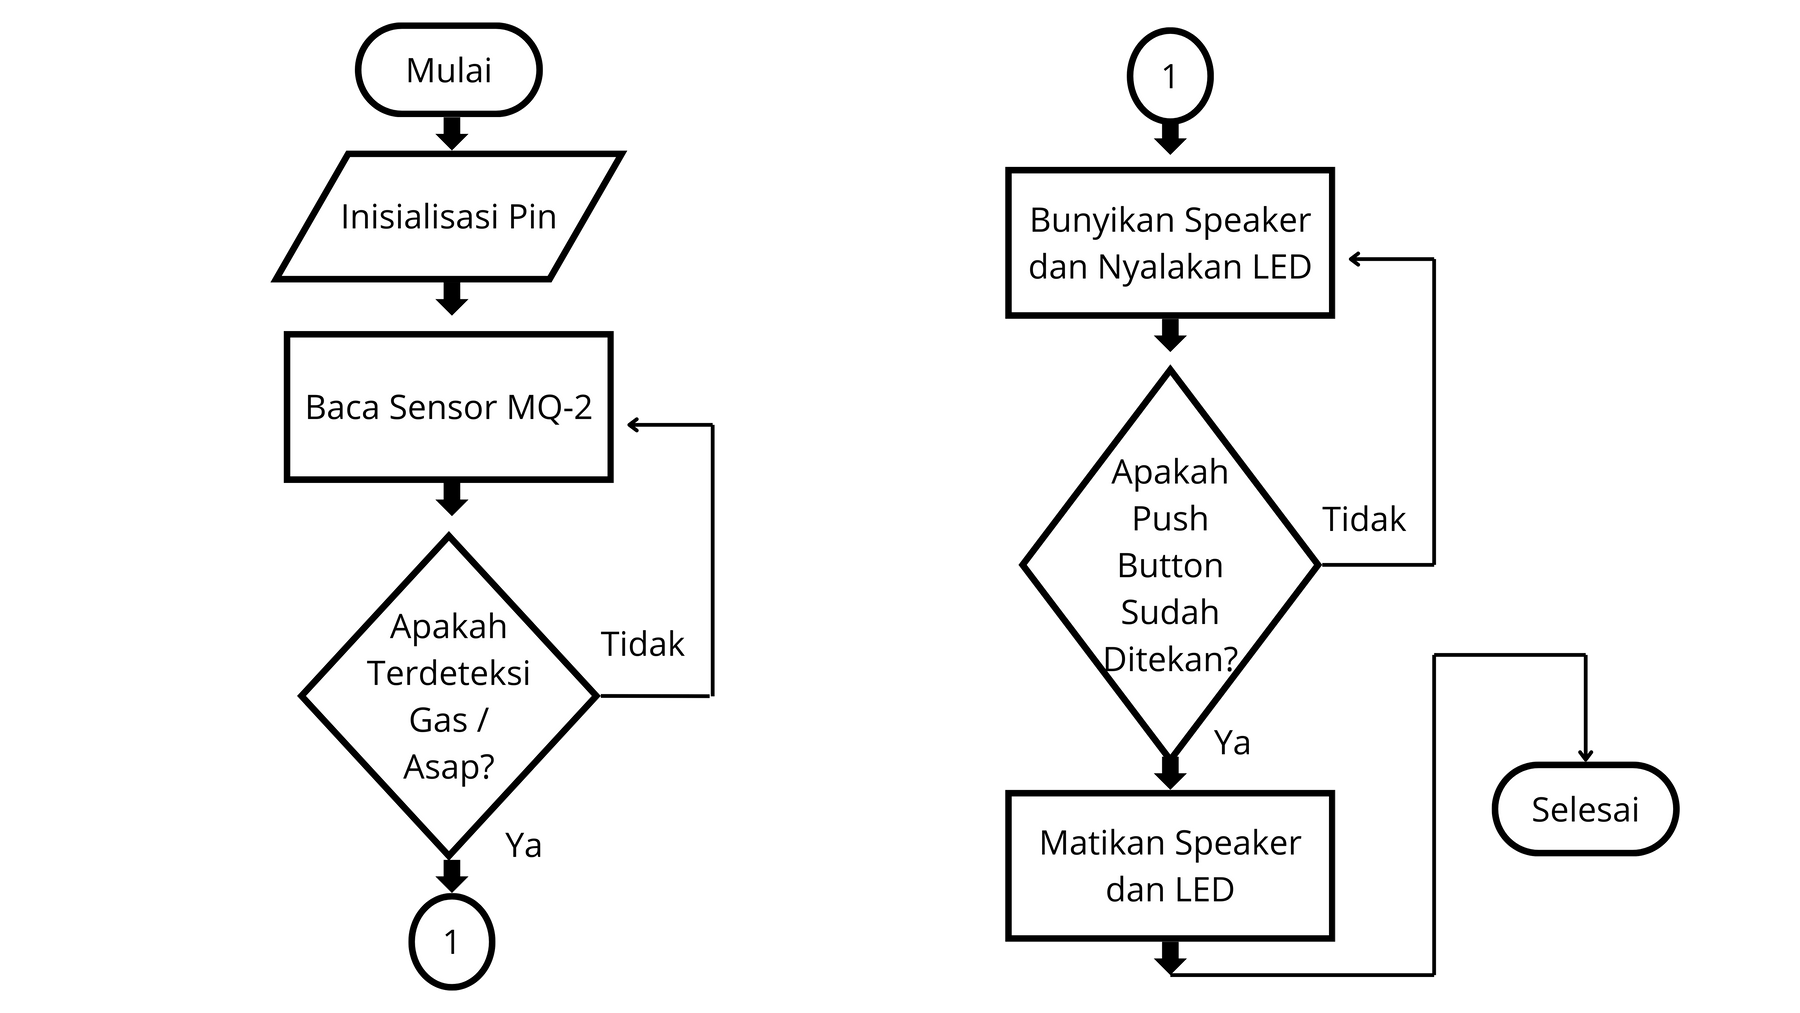 Mulai
Inisialisasi Pin
Baca Sensor MQ-2
Apakah
Terdeteksi
Gas /
Asap?
Tidak
Ya
1
1
Bunyikan Speaker
dan Nyalakan LED
Apakah
Push
Button
Sudah
Ditekan?
Tidak
Ya
Matikan Speaker
dan LED
Selesai